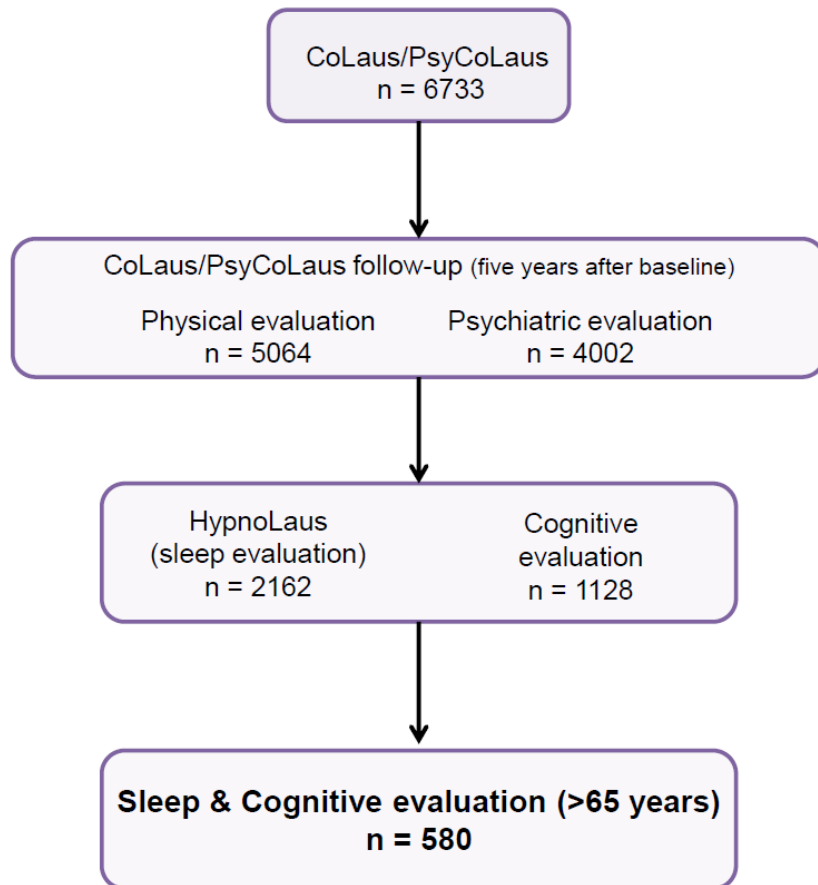 CoLaus/PsyCoLaus
n = 6733
CoLaus/PsyCoLaus follow-up (five years after baseline)
Physical evaluation
n = 5064
Psychiatric evaluation
n = 4002
HypnoLaus
(sleep evaluation)
n = 2162
Cognitive
evaluation
n = 1128
Sleep & Cognitive evaluation (>65 years)
n = 580